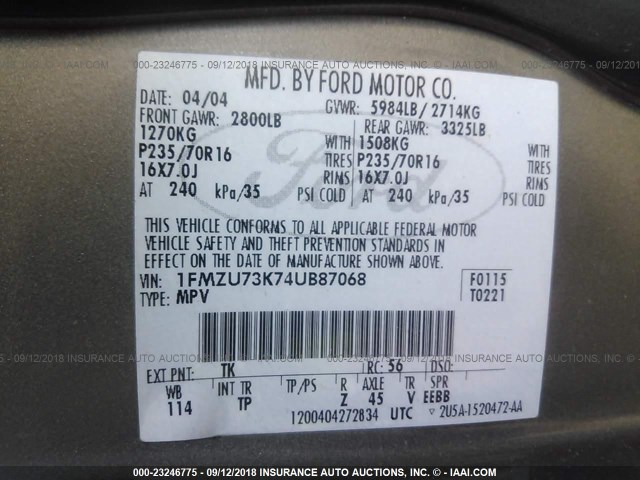 000-23246775 - 09/12/2018 INSURANCE AUTO AUCTIONS, INC. - © IAAI.COM
MFD. BY FORD MOTOR CO.
DATE: 04/04 GVWR: 5984LB/ 2714KG
FRONT GAWR: 2800LB REAR GAWR: 3325LB
1270KG WITH 1508KG WITH
P235/70R16 TIRES P235/70R16 TIRES
16X7.0J RIMS 16X7.0J RIMS
AT 240 kPa/35 PSI COLD AT 240 kPa/35 PSI COLD
Ford
THIS VEHICLE CONFORMS TO ALL APPLICABLE FEDERAL MOTOR
VEHICLE SAFETY AND THEFT PREVENTION STANDARDS IN
EFFECT ON THE DATE OF MANUFACTURE SHOWN ABOVE.
VIN: 1FMZU73K74UB87068 F0115
TYPE: MPV T0221
EXT PNT: TK RC: 56 DSO:
WB INT TR TP/PS R AXLE TR SPR
114 TP Z 45 V EEBB
1200404272834 UTC ▽ 2U5A-1520472-AA
000-23246775 - 09/12/2018 INSURANCE AUTO AUCTIONS, INC. - © IAAI.COM